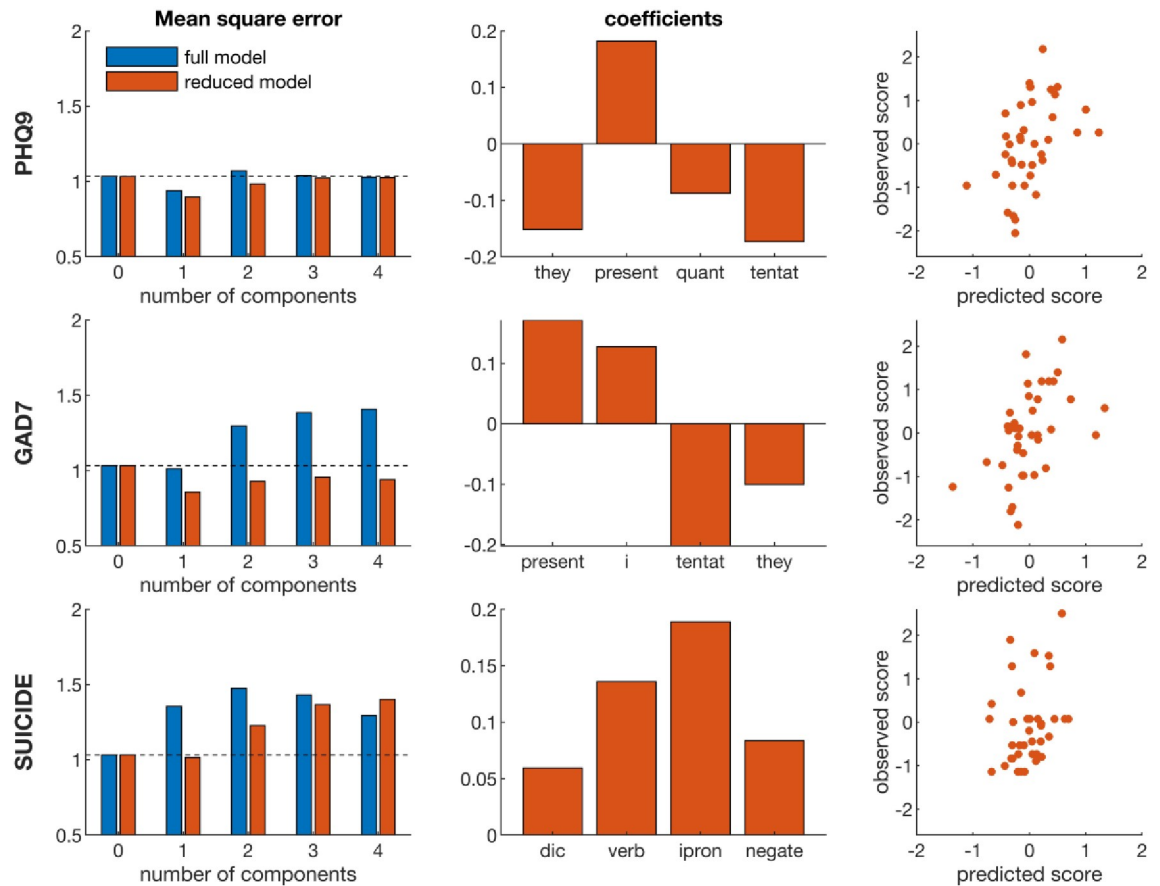 Mean square error
coefficients
full model
reduced model
PHQ9
2
1.5
1
0.5
0 1 2 3 4
number of components
0.2
0.1
0
-0.1
-0.2
they present quant tentat
observed score
2
1
0
-1
-2
-2 -1 0 1 2
predicted score
GAD7
2
1.5
1
0.5
0 1 2 3 4
number of components
0.1
0
-0.1
-0.2
present i tentat they
observed score
2
1
0
-1
-2
-2 -1 0 1 2
predicted score
SUICIDE
2
1.5
1
0.5
0 1 2 3 4
number of components
0.2
0.15
0.1
0.05
0
dic verb ipron negate
observed score
2
1
0
-1
-2
-2 -1 0 1 2
predicted score